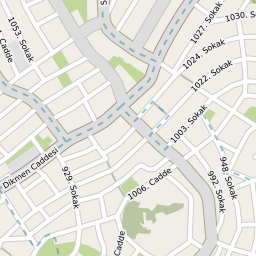 1053. Sokak
Cadde
S
1030. S
1027. Sokak
1024. Sokak
1022. Sokak
1003. Sokak
948. Sokak
992. Sokak
Dikmen Caddesi
929. Sokak
1006. Cadde
Cadde